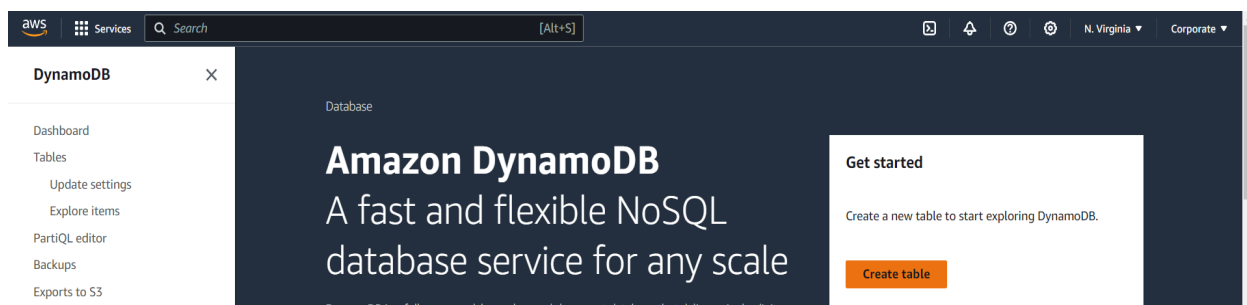 aws Services Search [Alt+S] N. Virginia ▼ Corporate ▼
DynamoDB
Dashboard
Tables
Update settings
Explore items
PartiQL editor
Backups
Exports to S3
Database
Amazon DynamoDB
A fast and flexible NoSQL
database service for any scale
Get started
Create a new table to start exploring DynamoDB.
Create table